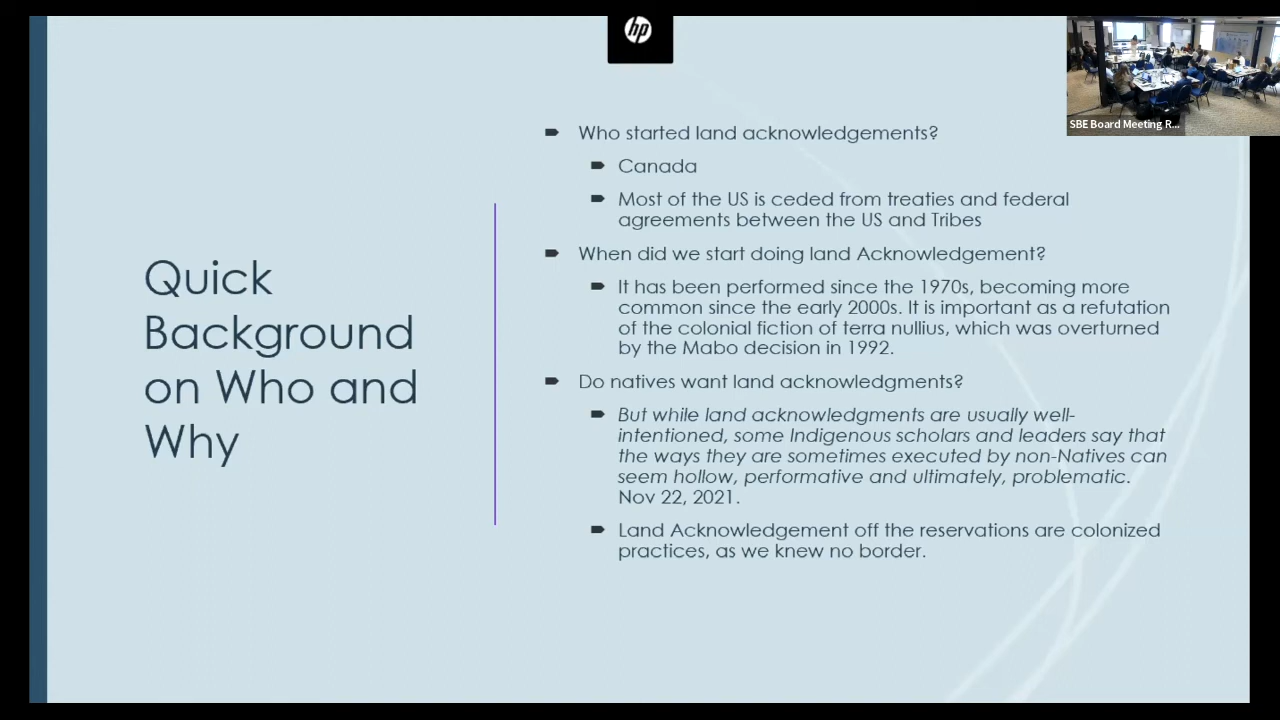 hp
SBE Board Meeting R...
Quick
Background
on Who and
Why
Who started land acknowledgements?
Canada
Most of the US is ceded from treaties and federal
agreements between the US and Tribes
When did we start doing land Acknowledgement?
It has been performed since the 1970s, becoming more
common since the early 2000s. It is important as a refutation
of the colonial fiction of terra nullius, which was overturned
by the Mabo decision in 1992.
Do natives want land acknowledgments?
But while land acknowledgments are usually well-
intentioned, some Indigenous scholars and leaders say that
the ways they are sometimes executed by non-Natives can
seem hollow, performative and ultimately, problematic.
Nov 22, 2021.
Land Acknowledgement off the reservations are colonized
practices, as we knew no border.